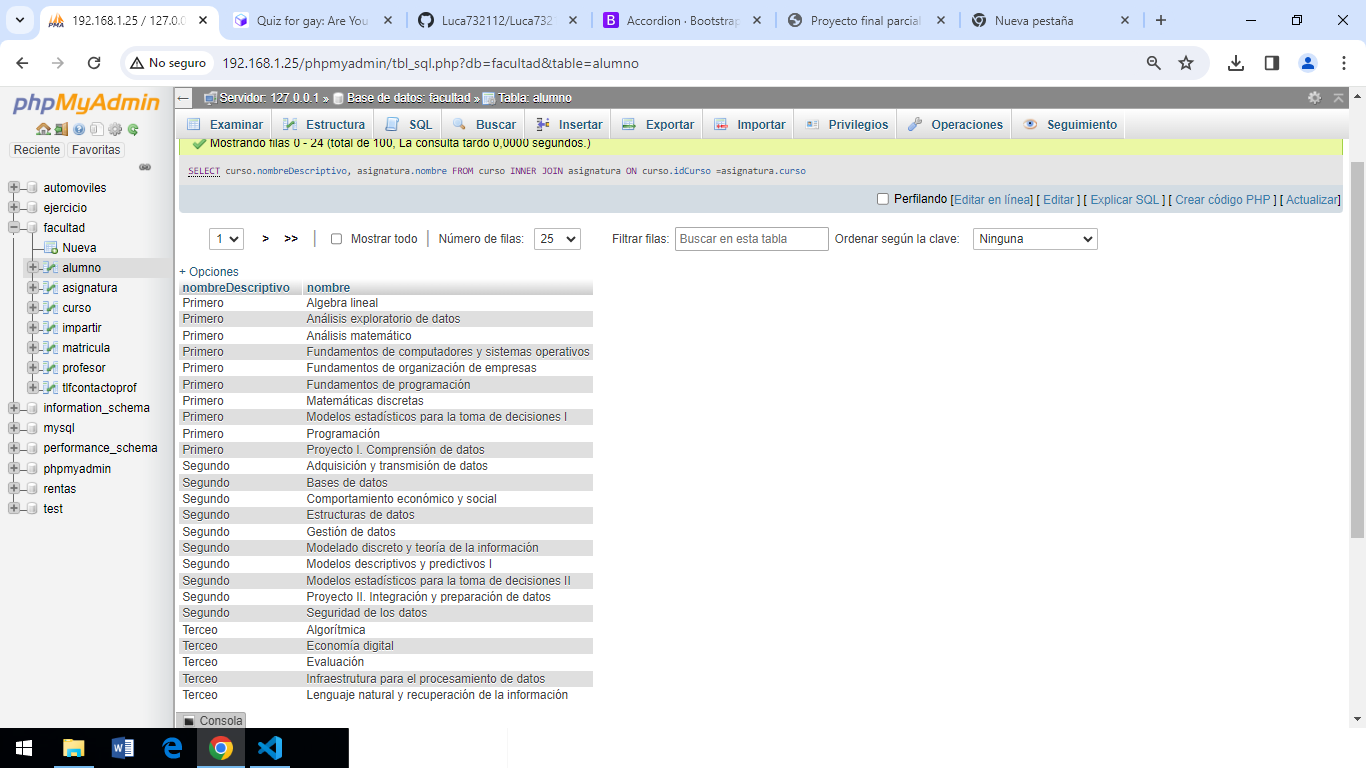 192.168.1.25 / 127.0.0
Quiz for gay: Are You
Luca732112/Luca732
Accordion · Bootstrap
Proyecto final parcial
Nueva pestaña
No seguro
192.168.1.25/phpmyadmin/tbl_sql.php?db=facultad&table=alumno
phpMyAdmin
Reciente Favoritas
automoviles
ejercicio
facultad
Nueva
alumno
asignatura
curso
impartir
matricula
profesor
tlfcontactoprof
information_schema
mysql
performance_schema
phpmyadmin
rentas
test
Servidor: 127.0.0.1 » Base de datos: facultad » Tabla: alumno
Examinar Estructura SQL Buscar Insertar Exportar Importar Privilegios Operaciones Seguimiento
Mostrando filas 0 - 24 (total de 100, La consulta tardó 0,0000 segundos.)
SELECT curso.nombreDescriptivo, asignatura.nombre FROM curso INNER JOIN asignatura ON curso.idCurso =asignatura.curso
Perfilando [Editar en línea] [ Editar ] [ Explicar SQL ] [ Crear código PHP ] [ Actualizar]
1 > >> | Mostrar todo | Número de filas: 25 Filtrar filas: Buscar en esta tabla Ordenar según la clave: Ninguna
+ Opciones
nombreDescriptivo nombre
Primero Algebra lineal
Primero Análisis exploratorio de datos
Primero Análisis matemático
Primero Fundamentos de computadores y sistemas operativos
Primero Fundamentos de organización de empresas
Primero Fundamentos de programación
Primero Matemáticas discretas
Primero Modelos estadísticos para la toma de decisiones I
Primero Programación
Primero Proyecto I. Comprensión de datos
Segundo Adquisición y transmisión de datos
Segundo Bases de datos
Segundo Comportamiento económico y social
Segundo Estructuras de datos
Segundo Gestión de datos
Segundo Modelado discreto y teoría de la información
Segundo Modelos descriptivos y predictivos I
Segundo Modelos estadísticos para la toma de decisiones II
Segundo Proyecto II. Integración y preparación de datos
Segundo Seguridad de los datos
Terceo Algorítmica
Terceo Economía digital
Terceo Evaluación
Terceo Infraestrutura para el procesamiento de datos
Terceo Lenguaje natural y recuperación de la información
Consola